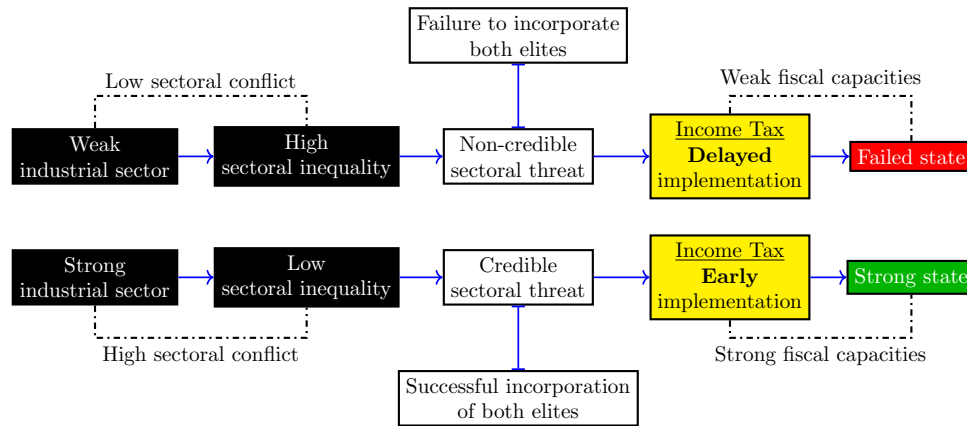 Failure to incorporate
both elites
Low sectoral conflict
Weak fiscal capacities
Weak
industrial sector
High
sectoral inequality
Non-credible
sectoral threat
Income Tax
Delayed
implementation
Failed state
Strong
industrial sector
Low
sectoral inequality
Credible
sectoral threat
Income Tax
Early
implementation
Strong state
High sectoral conflict
Strong fiscal capacities
Successful incorporation
of both elites